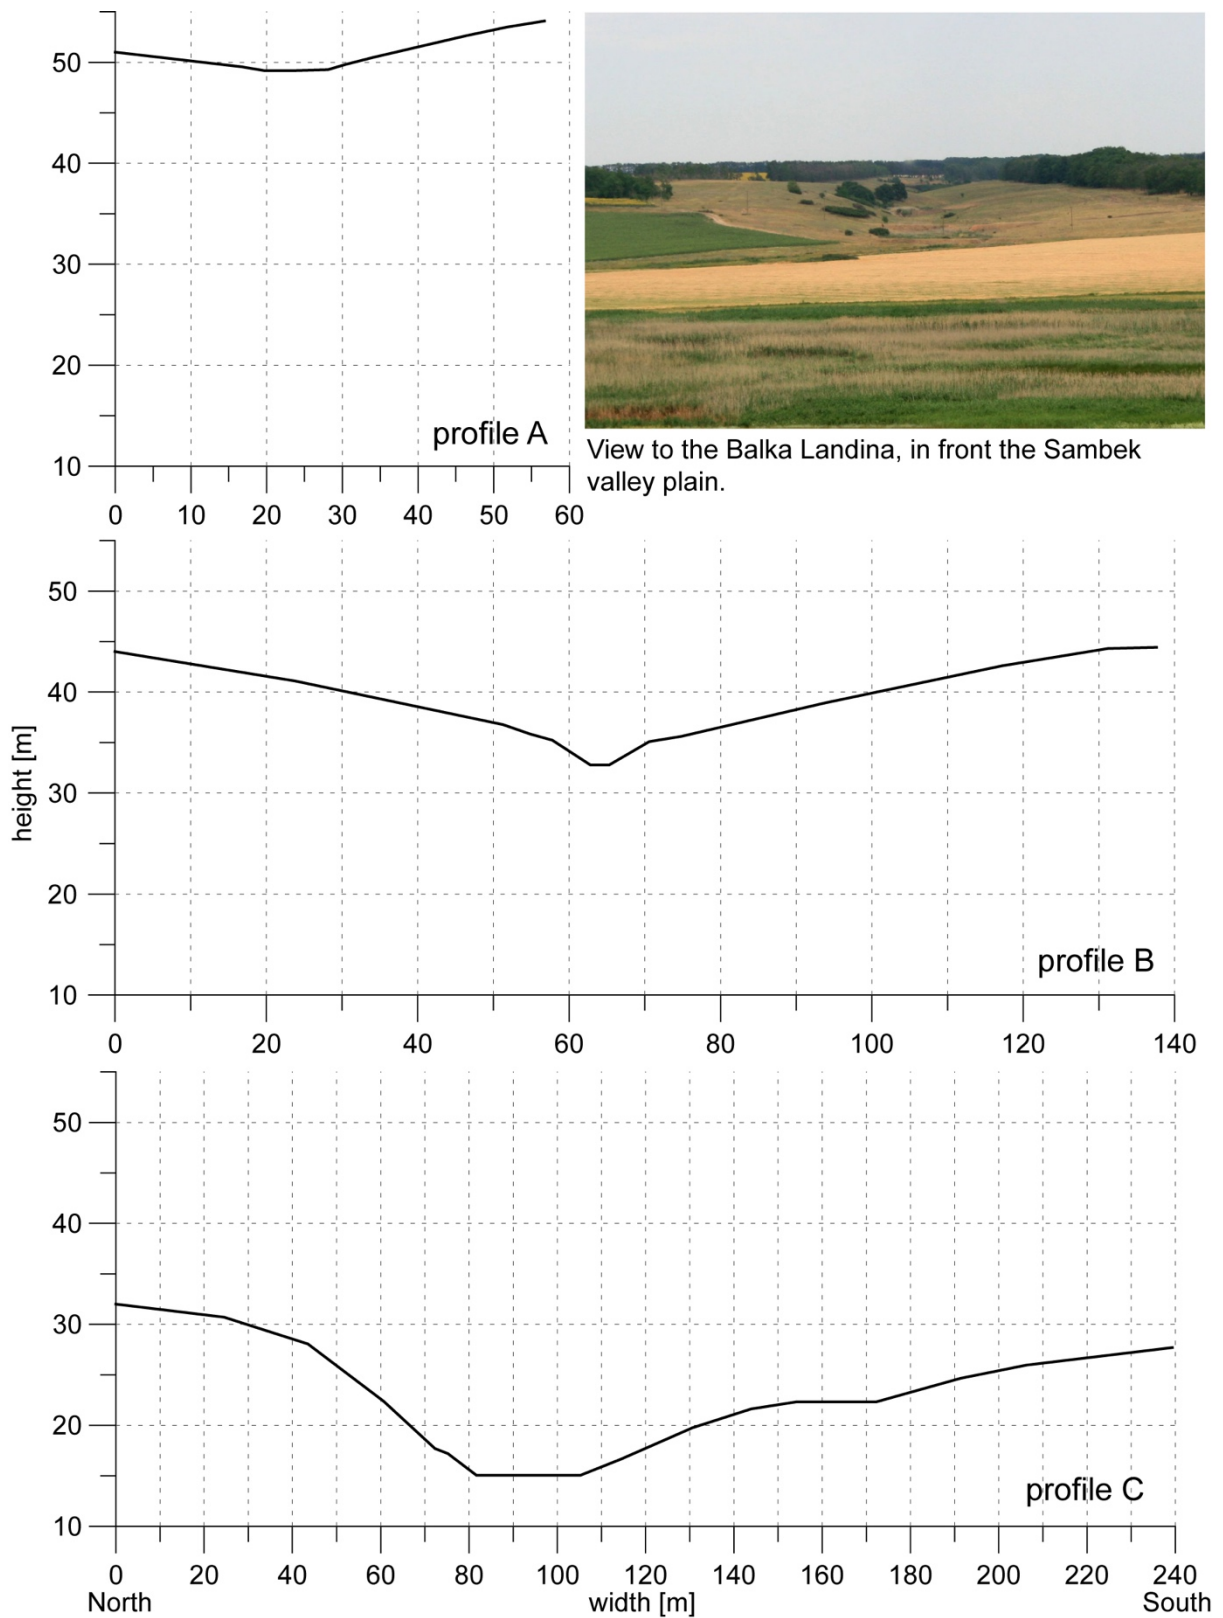 50
40
30
20
10
profile A
0 10 20 30 40 50 60
View to the Balka Landina, in front the Sambek
valley plain.
50
40
30
20
10
height [m]
profile B
0 20 40 60 80 100 120 140
50
40
30
20
10
profile C
0 20 40 60 80 100 120 140 160 180 200 220 240
North width [m] South